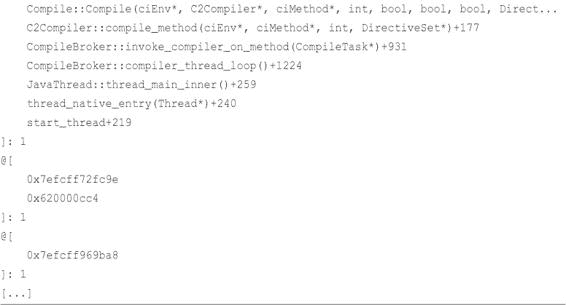 Compile::Compile(ciEnv*, C2Compiler*, ciMethod*, int, bool, bool, bool, Direct...
C2Compiler::compile_method(ciEnv*, ciMethod*, int, DirectiveSet*)+177
CompileBroker::invoke_compiler_on_method(CompileTask*)+931
CompileBroker::compiler_thread_loop()+1224
JavaThread::thread_main_inner()+259
thread_native_entry(Thread*)+240
start_thread+219
]: 1
@[
0x7efcff72fc9e
0x620000cc4
]: 1
@[
0x7efcff969ba8
]: 1
[...]